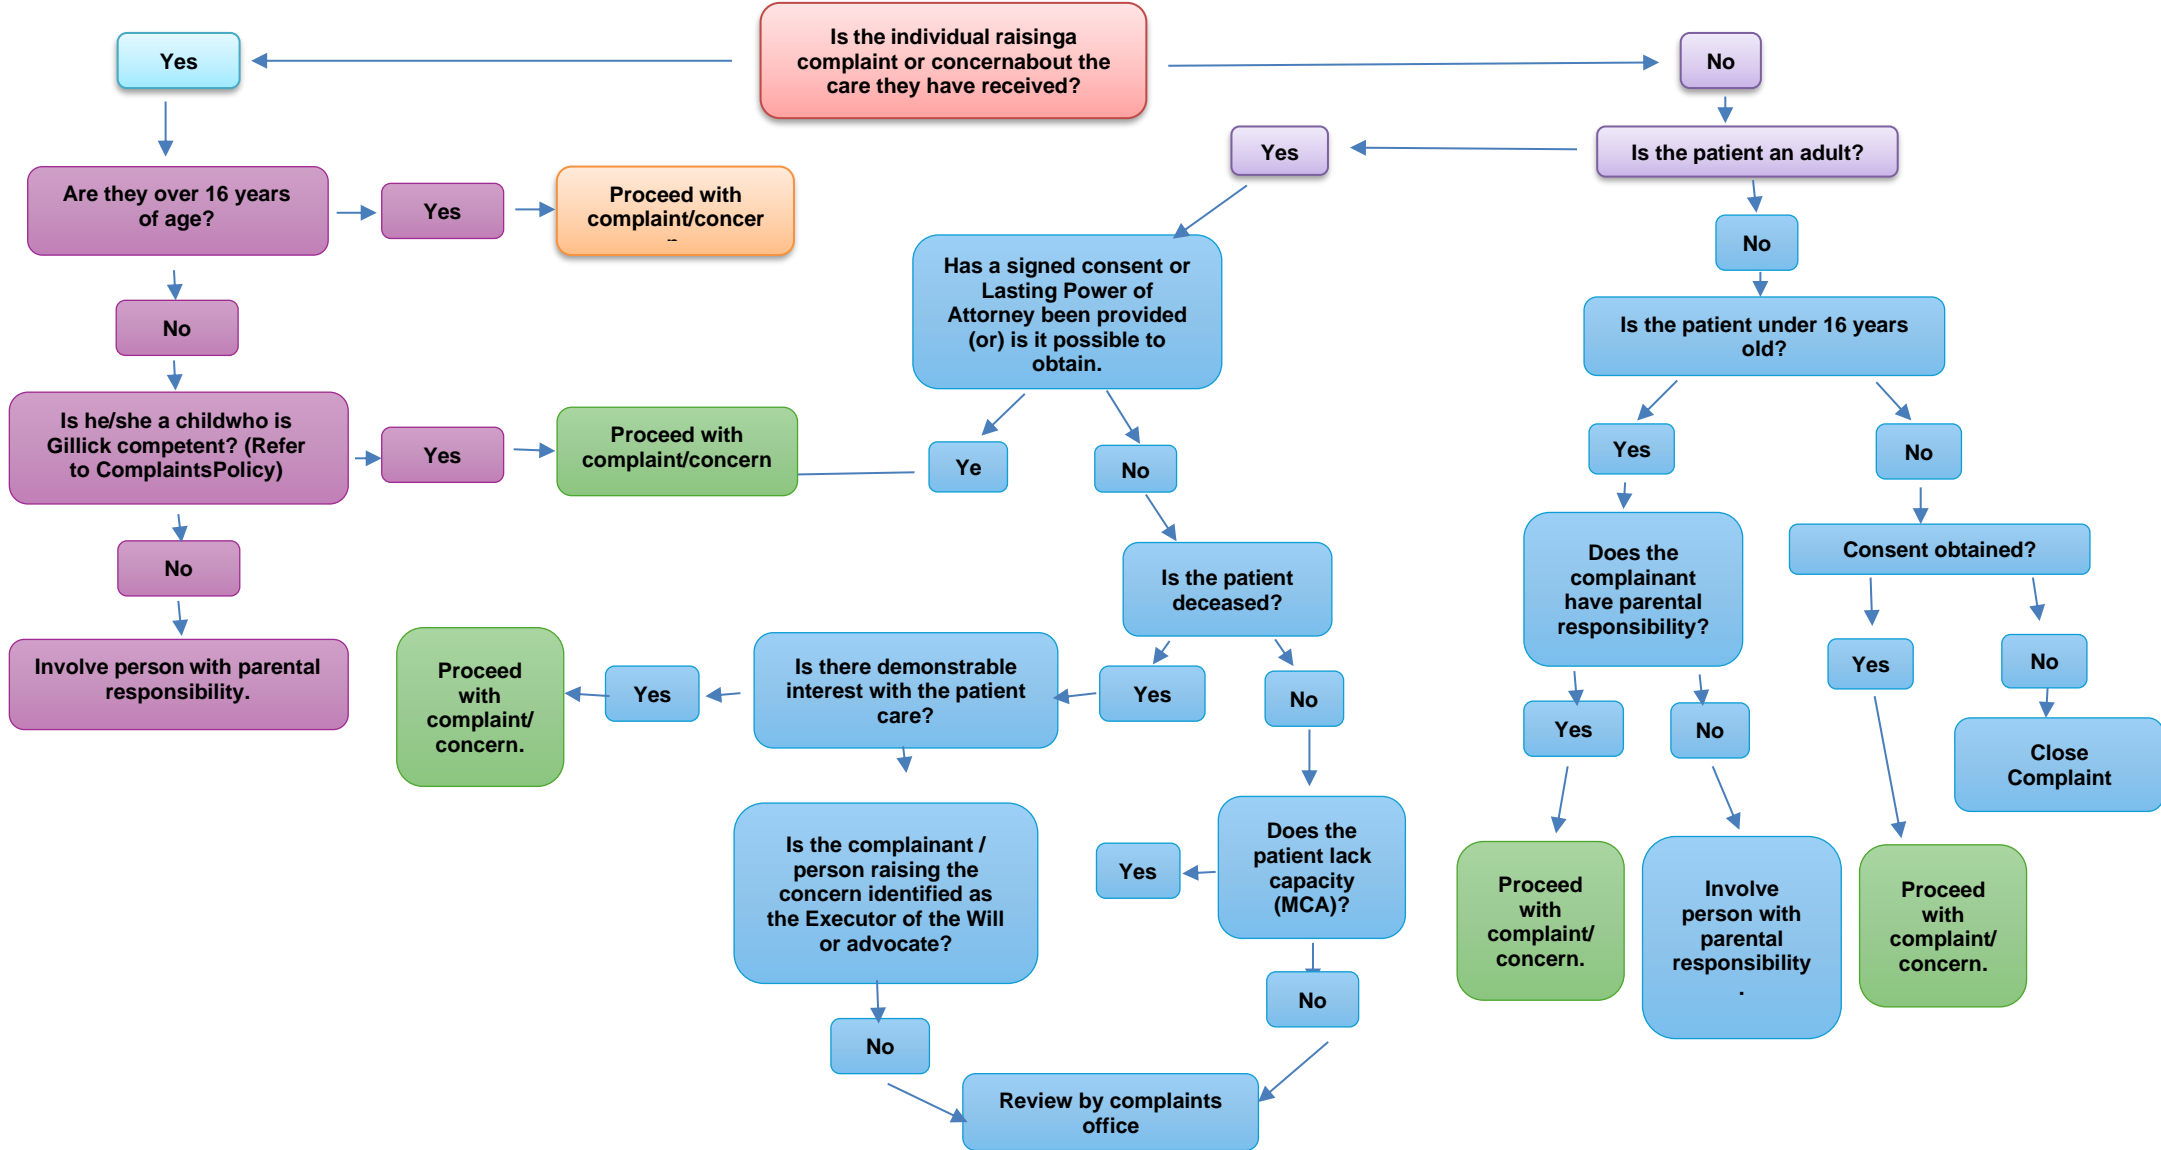 Is the individual raisinga
complaint or concernabout the
care they have received?
Yes
No
Yes
Is the patient an adult?
Are they over 16 years
of age?
Yes
Proceed with
complaint/concer
No
Has a signed consent or
Lasting Power of
Attorney been provided
(or) is it possible to
obtain.
No
Is the patient under 16 years
old?
Is he/she a childwho is
Gillick competent? (Refer
to ComplaintsPolicy)
Yes
Proceed with
complaint/concern
Ye
No
Yes
No
No
Is the patient
deceased?
Does the
complainant
have parental
responsibility?
Consent obtained?
Involve person with parental
responsibility.
Proceed
with
complaint/
concern.
Yes
Is there demonstrable
interest with the patient
care?
Yes
No
Yes
No
Yes
No
Close
Complaint
Is the complainant /
person raising the
concern identified as
the Executor of the Will
or advocate?
Yes
Does the
patient lack
capacity
(MCA)?
Proceed
with
complaint/
concern.
Involve
person with
parental
responsibility
.
Proceed
with
complaint/
concern.
No
No
Review by complaints
office